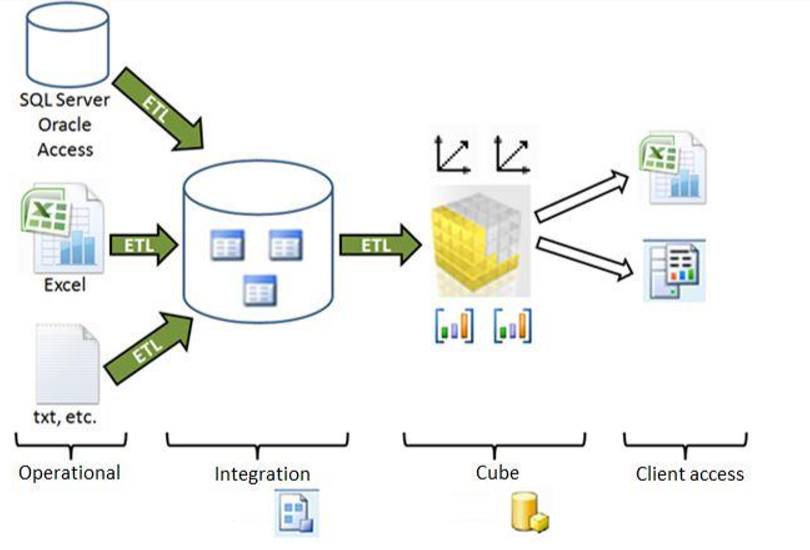 SQL Server
Oracle
Access
ETL
Excel
ETL
ETL
txt, etc.
ETL
Operational
Integration
Cube
Client access